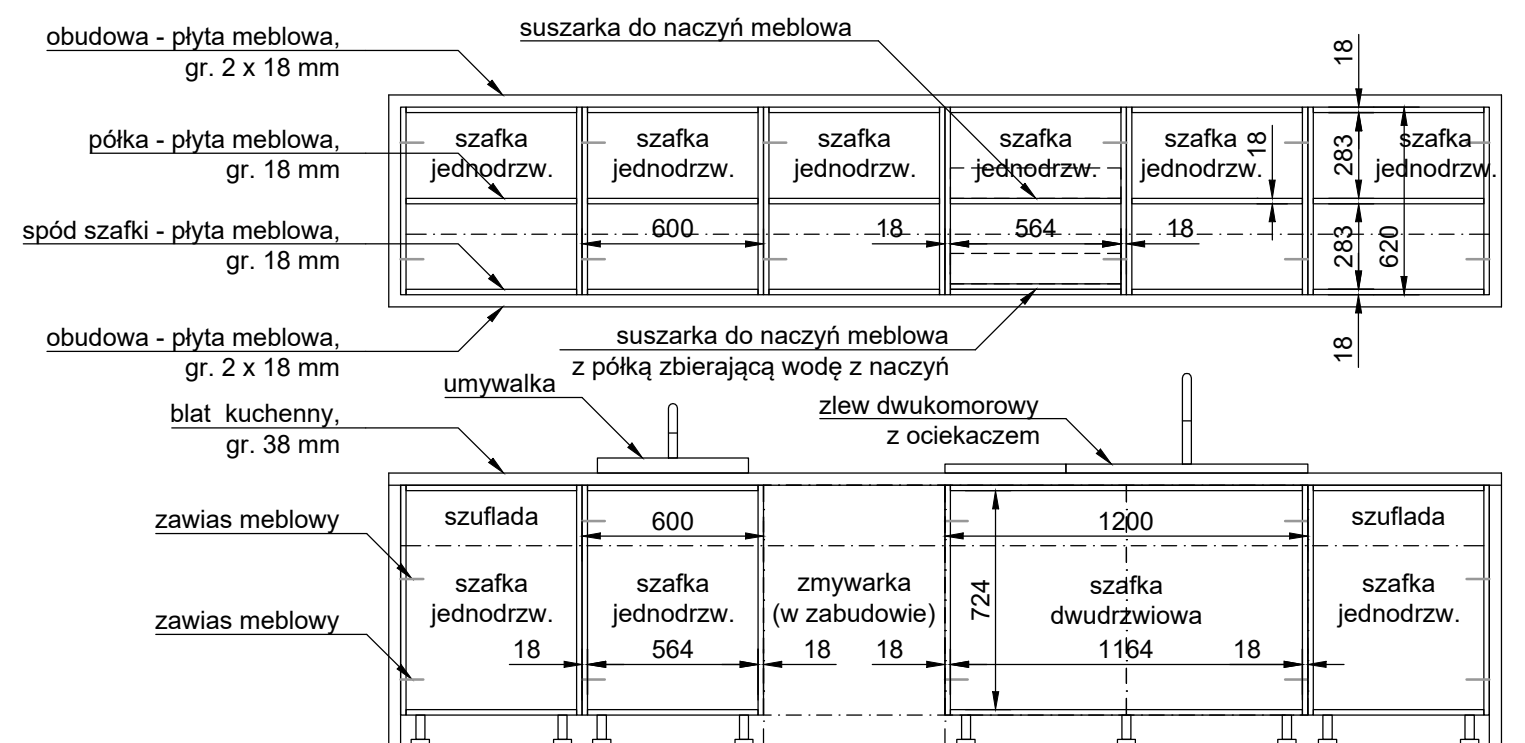 obudowa - płyta meblowa,
gr. 2 x 18 mm
suszarka do naczyń meblowa
18
półka - płyta meblowa,
gr. 18 mm
szafka
jednodrzw.
szafka
jednodrzw.
szafka
jednodrzw.
szafka
jednodrzw.
szafka
jednodrzw.
18
283
szafka
jednodrzw.
spód szafki - płyta meblowa,
gr. 18 mm
600
18
564
18
283
620
obudowa - płyta meblowa,
gr. 2 x 18 mm
suszarka do naczyń meblowa
z półką zbierającą wodę z naczyń
18
umywalka
blat kuchenny,
gr. 38 mm
zlew dwukomorowy
z ociekaczem
zawias meblowy
szuflada
600
1200
szuflada
zawias meblowy
szafka
jednodrzw.
szafka
jednodrzw.
zmywarka
(w zabudowie)
724
szafka
dwudrzwiowa
szafka
jednodrzw.
18
564
18
18
1164
18